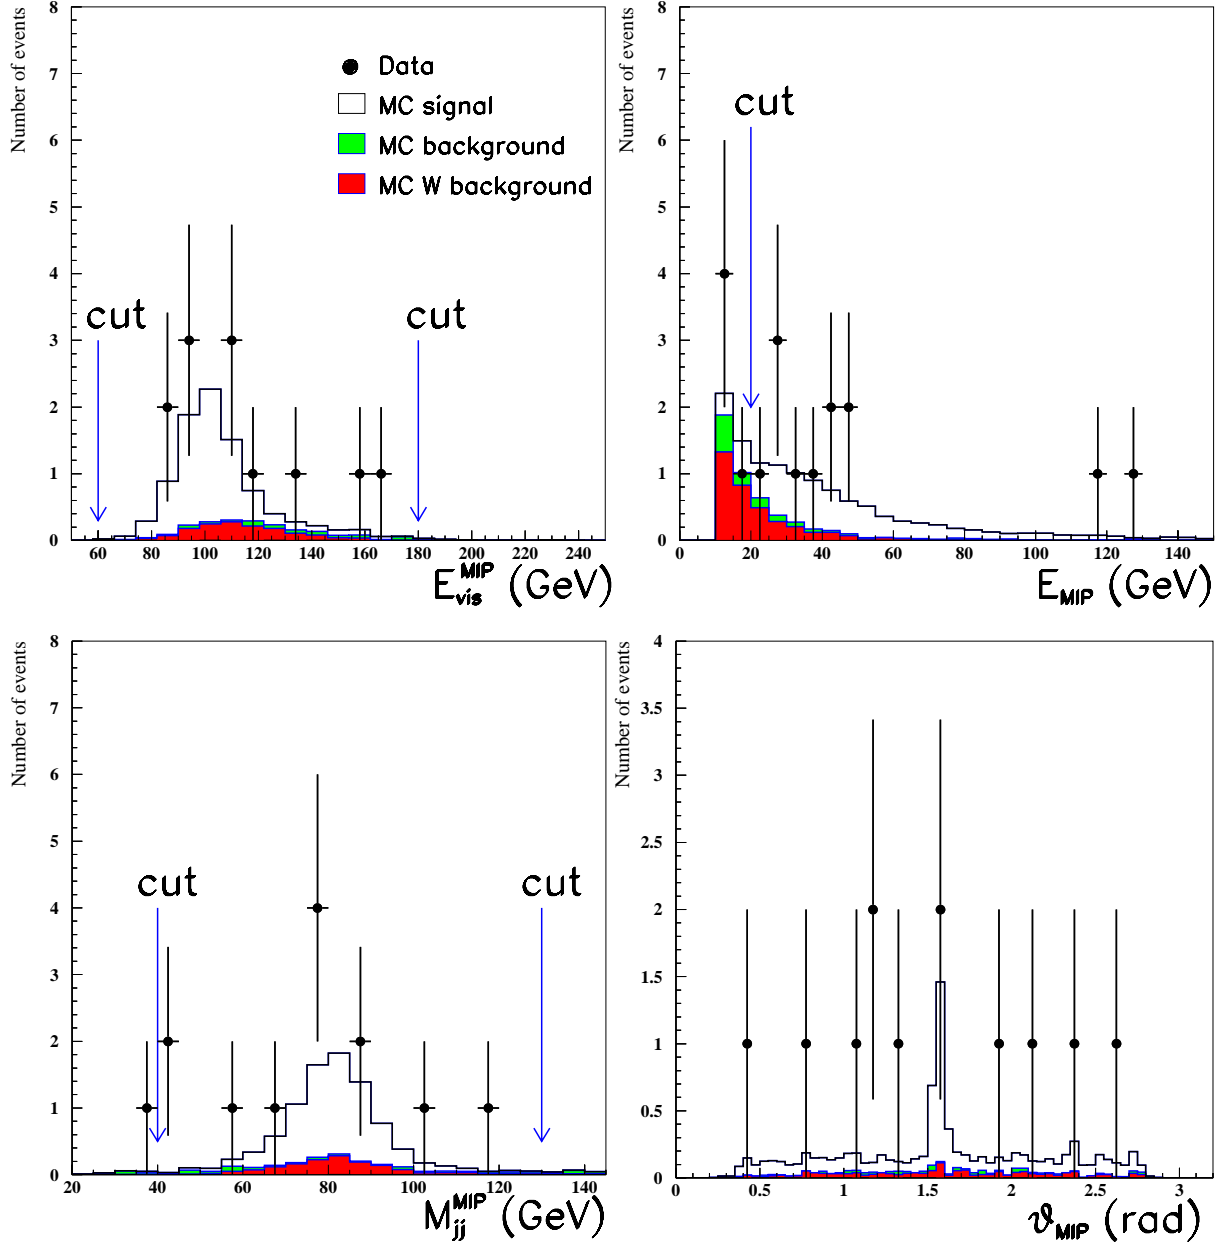 Number of events
8
7
6
5
4
3
2
1
0
Data
MC signal
MC background
MC W background
cut
cut
60 80 100 120 140 160 180 200 220 240
E_vis^MIP (GeV)
Number of events
8
7
6
5
4
3
2
1
0
cut
0 20 40 60 80 100 120 140
E_MIP (GeV)
Number of events
8
7
6
5
4
3
2
1
0
cut
cut
20 40 60 80 100 120 140
M_jj^MIP (GeV)
Number of events
4
3.5
3
2.5
2
1.5
1
0.5
0
0 0.5 1 1.5 2 2.5 3
ϑ_MIP (rad)